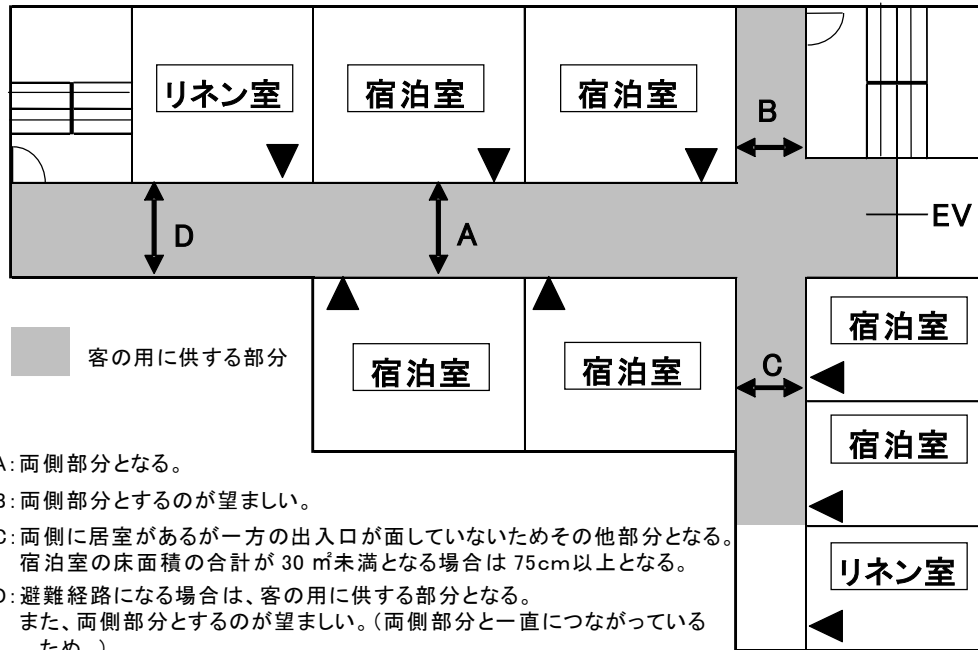 リネン室
宿泊室
宿泊室
B
D
A
EV
宿泊室
宿泊室
宿泊室
C
宿泊室
リネン室
客の用に供する部分
A:両側部分となる。
B:両側部分とするのが望ましい。
C:両側に居室があるが一方の出入口が面していないためその他部分となる。
宿泊室の床面積の合計が 30 ㎡未満となる場合は 75cm以上となる。
D:避難経路になる場合は、客の用に供する部分となる。
また、両側部分とするのが望ましい。(両側部分と一直につながっている
ため。)